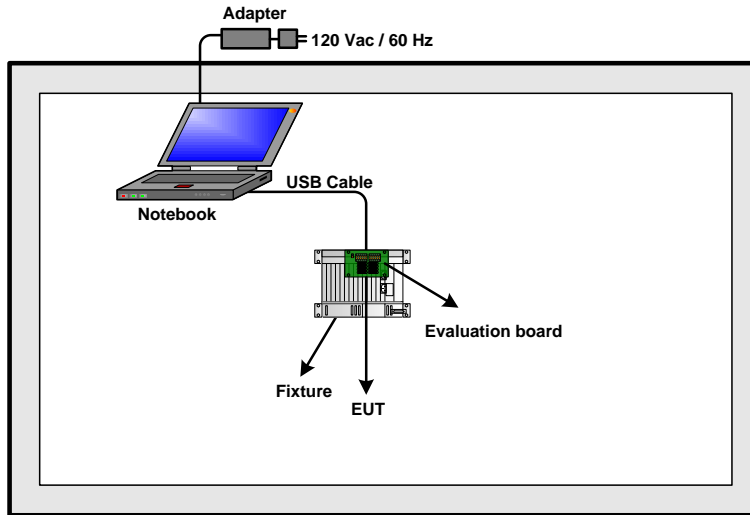 Adapter
120 Vac / 60 Hz
USB Cable
Notebook
Evaluation board
Fixture
EUT